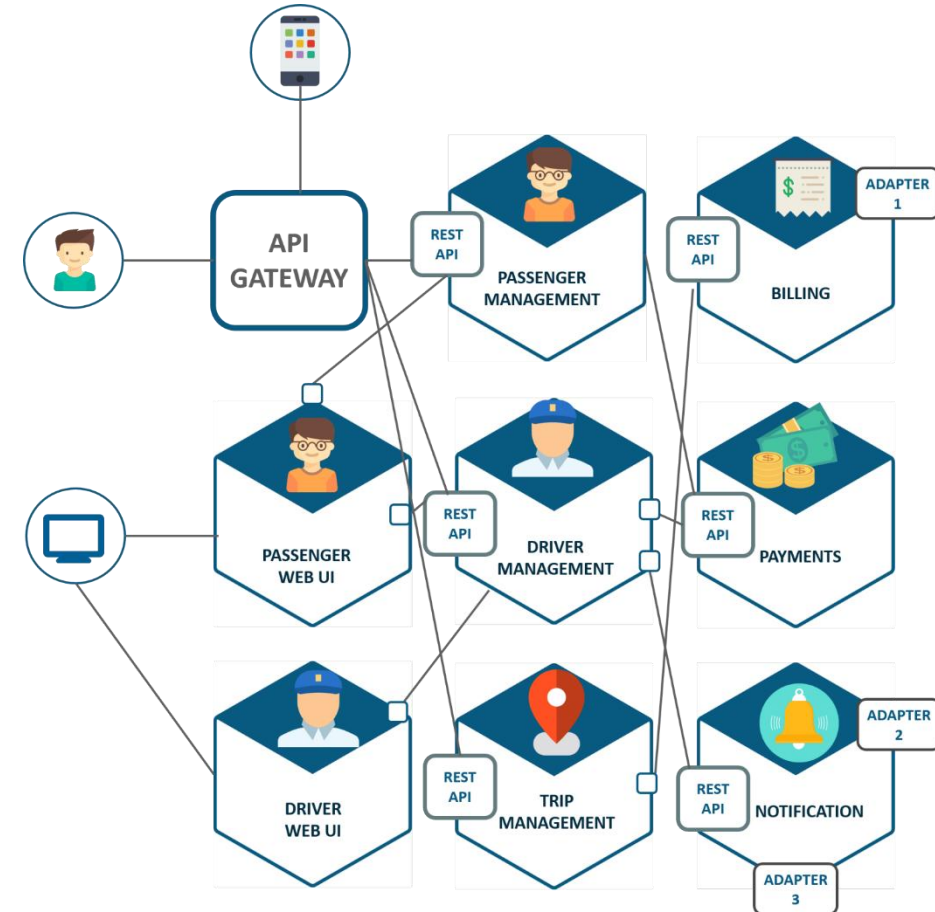 API
GATEWAY
REST
API
PASSENGER
MANAGEMENT
REST
API
BILLING
ADAPTER
1
PASSENGER
WEB UI
REST
API
DRIVER
MANAGEMENT
REST
API
PAYMENTS
DRIVER
WEB UI
REST
API
TRIP
MANAGEMENT
REST
API
NOTIFICATION
ADAPTER
2
ADAPTER
3